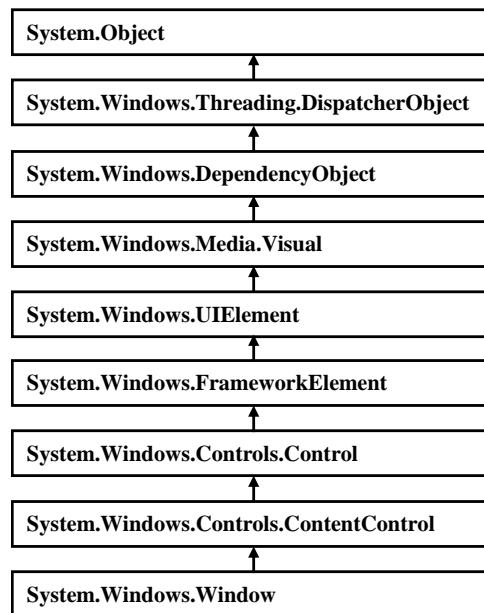 System.Object
System.Windows.Threading.DispatcherObject
System.Windows.DependencyObject
System.Windows.Media.Visual
System.Windows.UIElement
System.Windows.FrameworkElement
System.Windows.Controls.Control
System.Windows.Controls.ContentControl
System.Windows.Window